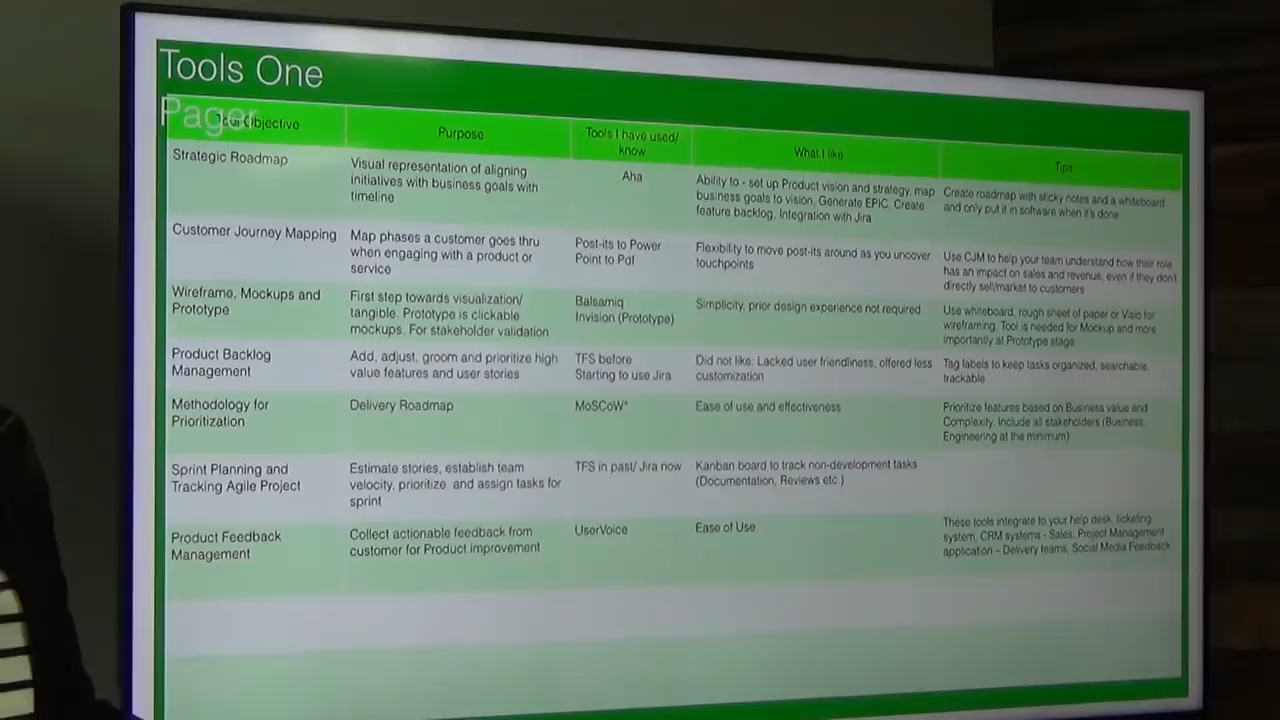 Tools One
Pager
Tool Objective
Purpose
Tools I have used/
know
What I like
Tips
Strategic Roadmap
Visual representation of aligning
initiatives with business goals with
timeline
Aha
Ability to - set up Product vision and strategy, map
business goals to vision, Generate EPIC, Create
feature backlog, Integration with Jira
Create roadmap with sticky notes and a whiteboard
and only put it in software when it's done
Customer Journey Mapping
Map phases a customer goes thru
when engaging with a product or
service
Post-its to Power
Point to Pdf
Flexibility to move post-its around as you uncover
touchpoints
Use CJM to help your team understand how their role
has an impact on sales and revenue, even if they don't
directly sell/market to customers
Wireframe, Mockups and
Prototype
First step towards visualization/
tangible. Prototype is clickable
mockups. For stakeholder validation
Balsamiq
Invision (Prototype)
Simplicity, prior design experience not required
Use whiteboard, rough sheet of paper or Visio for
wireframing. Tool is needed for Mockup and more
importantly at Prototype stage
Product Backlog
Management
Add, adjust, groom and prioritize high
value features and user stories
TFS before
Starting to use Jira
Did not like: Lacked user friendliness, offered less
customization
Tag labels to keep tasks organized, searchable,
trackable
Methodology for
Prioritization
Delivery Roadmap
MoSCoW*
Ease of use and effectiveness
Prioritize features based on Business value and
Complexity. Include all stakeholders (Business,
Engineering at the minimum)
Sprint Planning and
Tracking Agile Project
Estimate stories, establish team
velocity, prioritize and assign tasks for
sprint
TFS in past/ Jira now
Kanban board to track non-development tasks
(Documentation, Reviews etc.)
Product Feedback
Management
Collect actionable feedback from
customer for Product improvement
UserVoice
Ease of Use
These tools integrate to your help desk, ticketing
system, CRM systems - Sales, Project Management
application – Delivery teams, Social Media Feedback